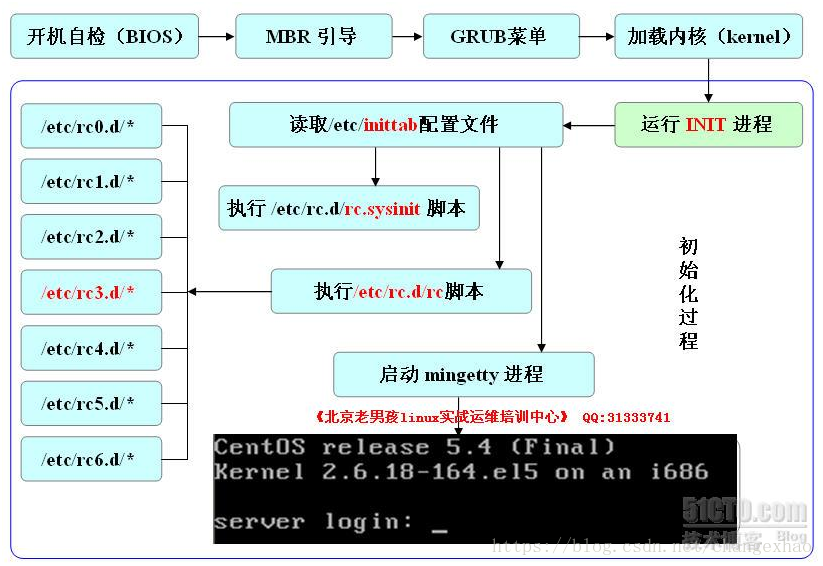 开机自检（BIOS）
MBR 引导
GRUB菜单
加载内核（kernel）
运行 INIT 进程
读取/etc/inittab配置文件
执行 /etc/rc.d/rc.sysinit 脚本
执行/etc/rc.d/rc脚本
/etc/rc0.d/*
/etc/rc1.d/*
/etc/rc2.d/*
/etc/rc3.d/*
/etc/rc4.d/*
/etc/rc5.d/*
/etc/rc6.d/*
初始化过程
启动 mingetty 进程
《北京老男孩linux实战运维培训中心》 QQ:31333741
CentOS release 5.4 (Final)
Kernel 2.6.18-164.el5 on an i686
server login: _
51CTO.com
技术博客 Blog
https://blog.csdn.net/changexhao